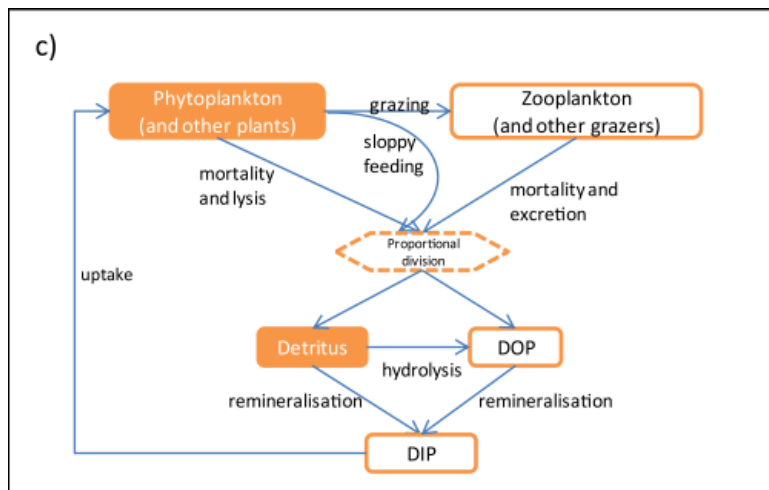 c)
Phytoplankton
(and other plants)
grazing
Zooplankton
(and other grazers)
sloppy
feeding
mortality
and lysis
mortality and
excretion
Proportional
division
uptake
Detritus
DOP
hydrolysis
remineralisation
remineralisation
DIP